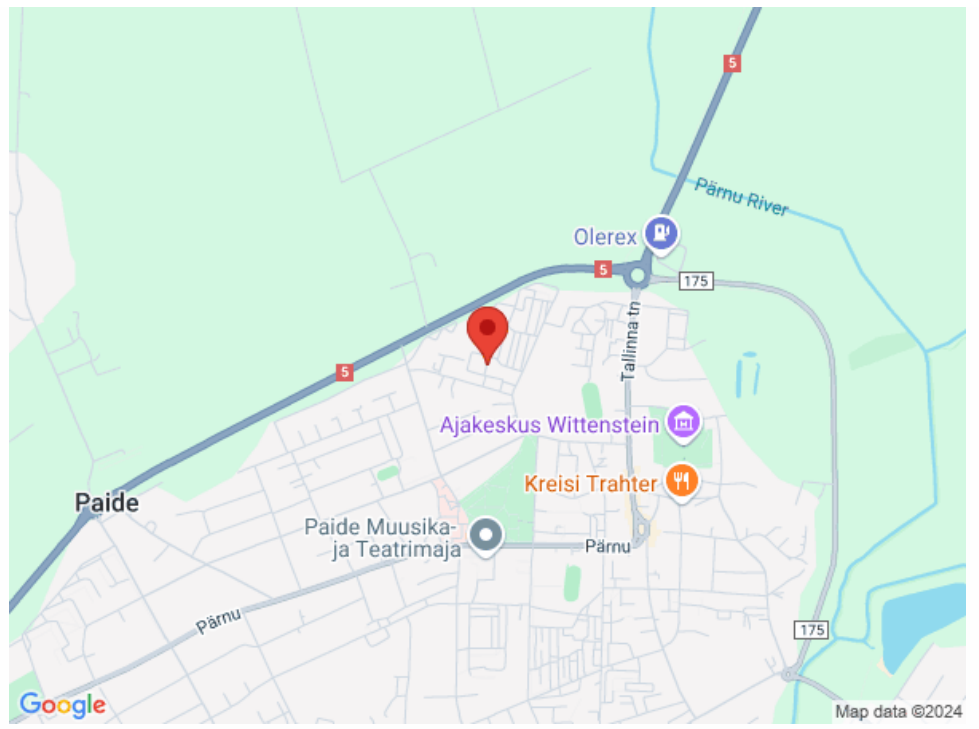 5
Pärnu River
Olerex
5
175
Tallinna tn
5
Ajakeskus Wittenstein
Kreisi Trahter
Paide
Paide Muusika-
ja Teatrimaja
Pärnu
Pärnu
175
Google
Map data ©2024